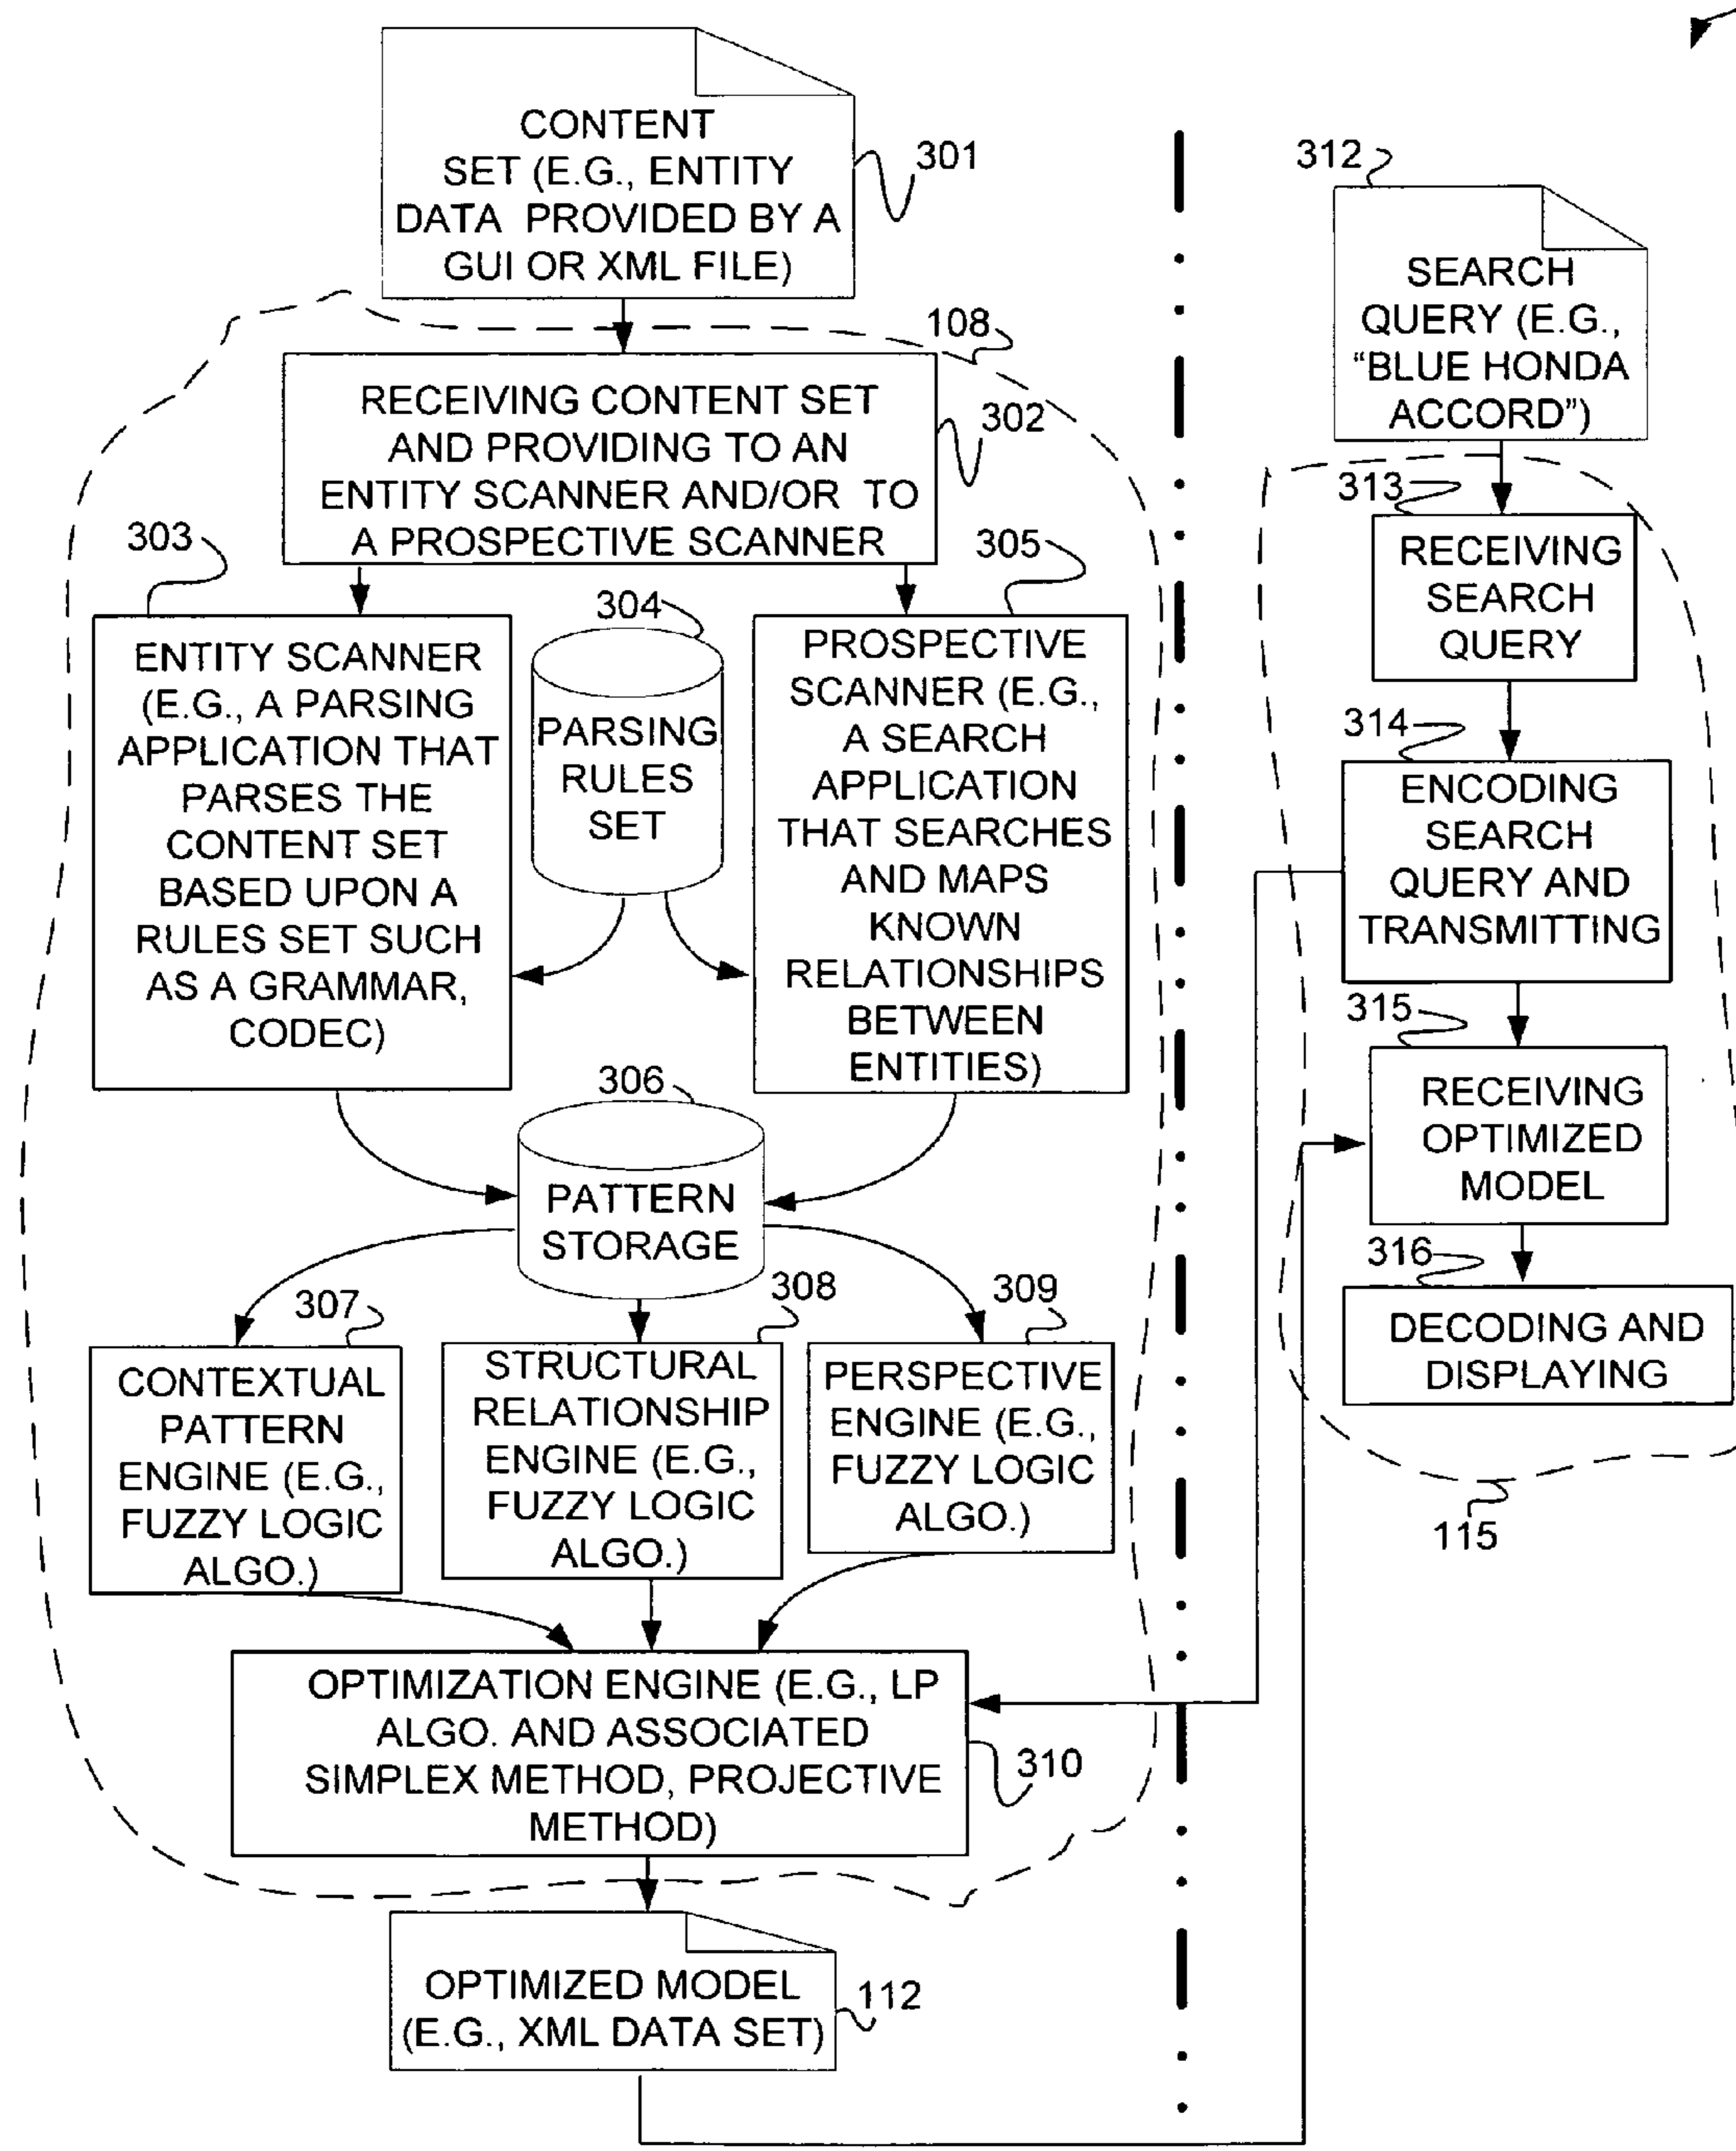 CONTENT
SET (E.G., ENTITY
DATA PROVIDED BY A
GUI OR XML FILE)
301
108
RECEIVING CONTENT SET
AND PROVIDING TO AN
ENTITY SCANNER AND/OR TO
A PROSPECTIVE SCANNER
302
303
ENTITY SCANNER
(E.G., A PARSING
APPLICATION THAT
PARSES THE
CONTENT SET
BASED UPON A
RULES SET SUCH
AS A GRAMMAR,
CODEC)
304
PARSING
RULES
SET
305
PROSPECTIVE
SCANNER (E.G.,
A SEARCH
APPLICATION
THAT SEARCHES
AND MAPS
KNOWN
RELATIONSHIPS
BETWEEN
ENTITIES)
306
PATTERN
STORAGE
307
CONTEXTUAL
PATTERN
ENGINE (E.G.,
FUZZY LOGIC
ALGO.)
308
STRUCTURAL
RELATIONSHIP
ENGINE (E.G.,
FUZZY LOGIC
ALGO.)
309
PERSPECTIVE
ENGINE (E.G.,
FUZZY LOGIC
ALGO.)
OPTIMIZATION ENGINE (E.G., LP
ALGO. AND ASSOCIATED
SIMPLEX METHOD, PROJECTIVE
METHOD)
310
OPTIMIZED MODEL
(E.G., XML DATA SET)
112
312
SEARCH
QUERY (E.G.,
“BLUE HONDA
ACCORD”)
313
RECEIVING
SEARCH
QUERY
314
ENCODING
SEARCH
QUERY AND
TRANSMITTING
315
RECEIVING
OPTIMIZED
MODEL
316
DECODING AND
DISPLAYING
115